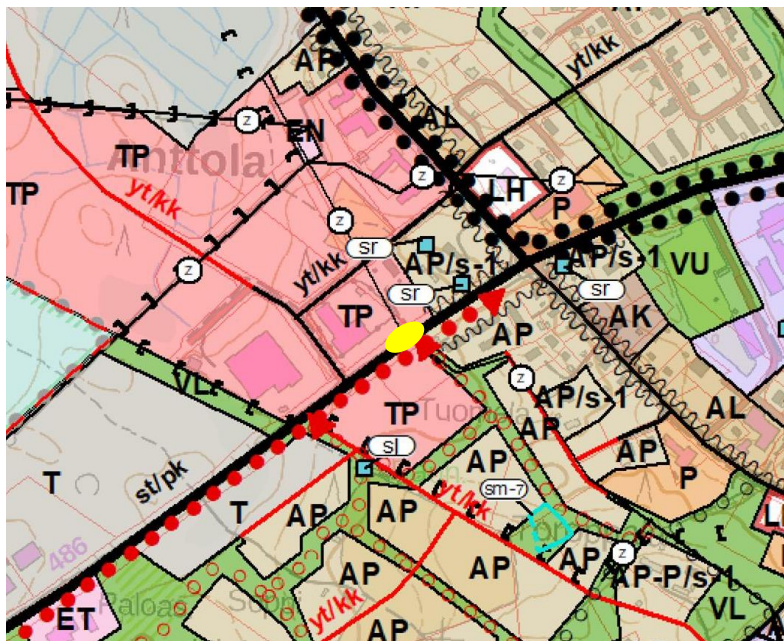 AP
AL
yt/kk
AP
z
EN
TP
Anttola
TP
yt/kk
z
LH
z
P
z
sr
AP/s-1
AP/s-1
VU
z
yt/kk
sr
sr
TP
AP
AK
VL
z
AP/s-1
AL
TP
AP
AP
P
T
st/pk
sl
AP
sm-7
yt/kk
T
AP
AP
z
AP
AP-P/s-1
486
AP
AP
VL
ET
Paloaro
yt/kk
AP